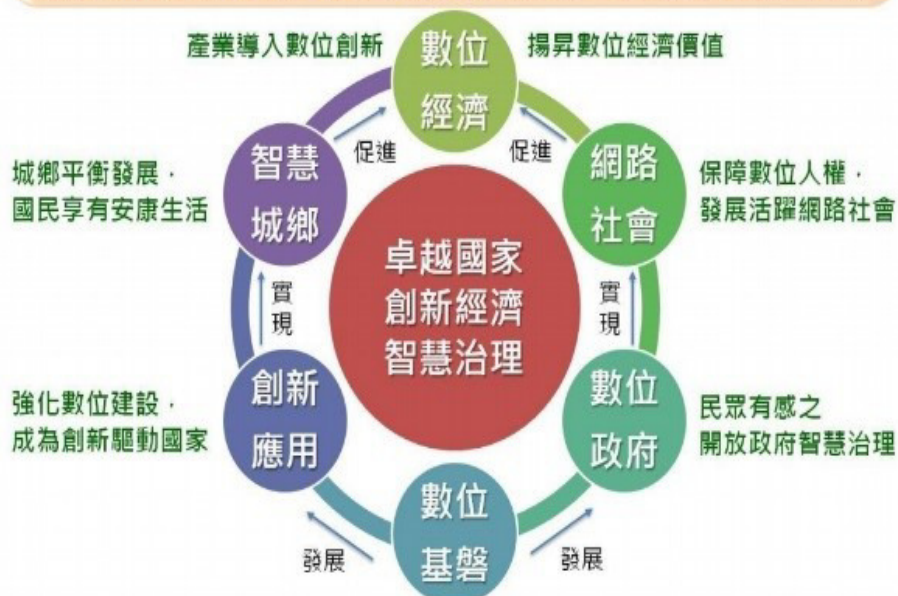 產業導入數位創新
數位
經濟
揚昇數位經濟價值
促進
促進
智慧
城鄉
網路
社會
城鄉平衡發展，
國民享有安康生活
保障數位人權，
發展活躍網路社會
卓越國家
創新經濟
智慧治理
實
現
實
現
創新
應用
數位
政府
強化數位建設，
成為創新驅動國家
民眾有感之
開放政府智慧治理
數位
基磐
發展
發展